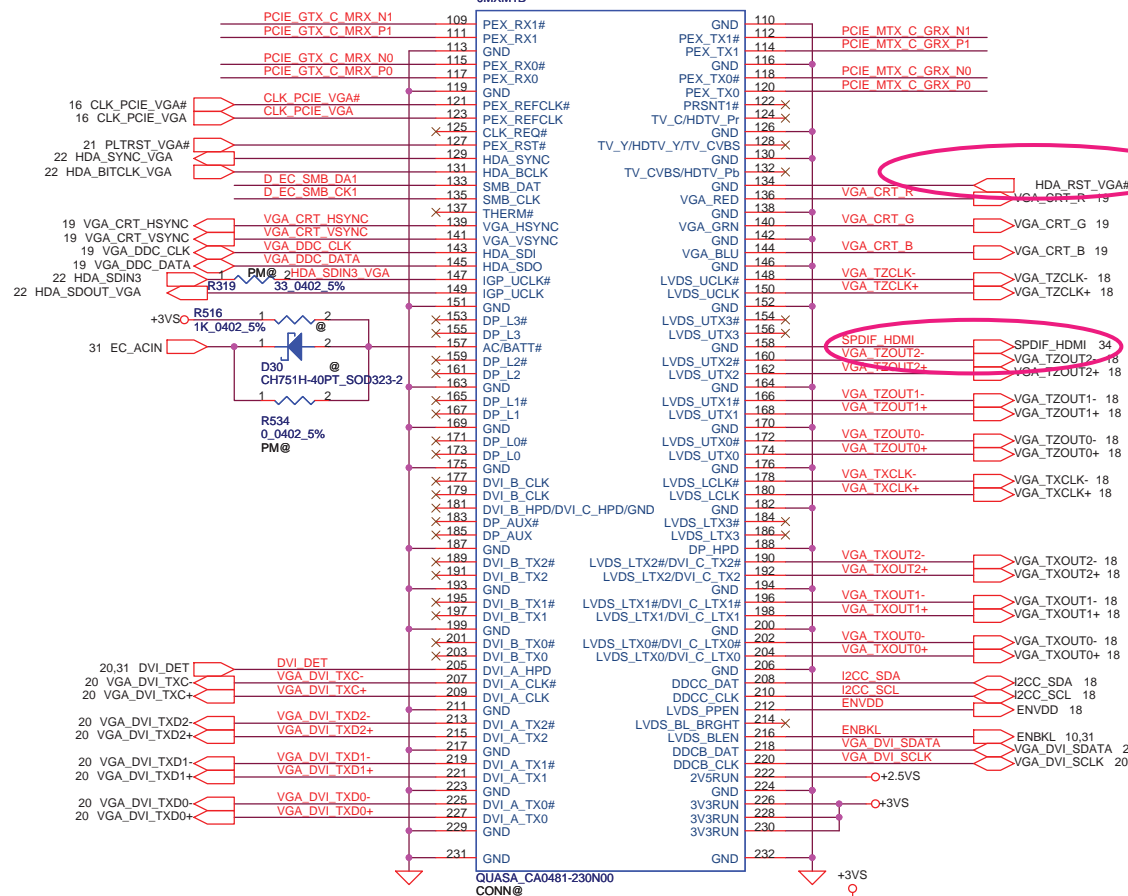 JMXM1B
PCIE_GTX_C_MRX_N1 109 PEX_RX1# GND 110
PCIE_GTX_C_MRX_P1 111 PEX_RX1 PEX_TX1# 112 PCIE_MTX_C_GRX_N1
113 GND PEX_TX1 114 PCIE_MTX_C_GRX_P1
PCIE_GTX_C_MRX_N0 115 PEX_RX0# GND 116
PCIE_GTX_C_MRX_P0 117 PEX_RX0 PEX_TX0# 118 PCIE_MTX_C_GRX_N0
119 GND PEX_TX0 120 PCIE_MTX_C_GRX_P0
16 CLK_PCIE_VGA# CLK_PCIE_VGA# 121 PEX_REFCLK# PRSNT1# 122
16 CLK_PCIE_VGA CLK_PCIE_VGA 123 PEX_REFCLK TV_C/HDTV_Pr 124
125 CLK_REQ# GND 126
21 PLTRST_VGA# 127 PEX_RST# TV_Y/HDTV_Y/TV_CVBS 128
22 HDA_SYNC_VGA 129 HDA_SYNC GND 130
22 HDA_BITCLK_VGA 131 HDA_BCLK TV_CVBS/HDTV_Pb 132
D_EC_SMB_DA1 133 SMB_DAT GND 134 HDA_RST_VGA#
D_EC_SMB_CK1 135 SMB_CLK VGA_RED 136 VGA_CRT_R VGA_CRT_R 19
137 THERM# GND 138
19 VGA_CRT_HSYNC VGA_CRT_HSYNC 139 VGA_HSYNC VGA_GRN 140 VGA_CRT_G VGA_CRT_G 19
19 VGA_CRT_VSYNC VGA_CRT_VSYNC 141 VGA_VSYNC GND 142
19 VGA_DDC_CLK VGA_DDC_CLK 143 HDA_SDI VGA_BLU 144 VGA_CRT_B VGA_CRT_B 19
19 VGA_DDC_DATA VGA_DDC_DATA 145 HDA_SDO GND 146
22 HDA_SDIN3 1 PM@ 2 HDA_SDIN3_VGA 147 IGP_UCLK# LVDS_UCLK# 148 VGA_TZCLK- VGA_TZCLK- 18
22 HDA_SDOUT_VGA R319 33_0402_5% 149 IGP_UCLK LVDS_UCLK 150 VGA_TZCLK+ VGA_TZCLK+ 18
151 GND GND 152
+3VS R516 1K_0402_5% 1 2 @ 153 DP_L3# LVDS_UTX3# 154
155 DP_L3 LVDS_UTX3 156
31 EC_ACIN 1 2 157 AC/BATT# GND 158 SPDIF_HDMI SPDIF_HDMI 34
D30 @ 159 DP_L2# LVDS_UTX2# 160 VGA_TZOUT2- VGA_TZOUT2- 18
CH751H-40PT_SOD323-2 161 DP_L2 LVDS_UTX2 162 VGA_TZOUT2+ VGA_TZOUT2+ 18
163 GND GND 164
1 2 165 DP_L1# LVDS_UTX1# 166 VGA_TZOUT1- VGA_TZOUT1- 18
R534 167 DP_L1 LVDS_UTX1 168 VGA_TZOUT1+ VGA_TZOUT1+ 18
0_0402_5% 169 GND GND 170
PM@ 171 DP_L0# LVDS_UTX0# 172 VGA_TZOUT0- VGA_TZOUT0- 18
173 DP_L0 LVDS_UTX0 174 VGA_TZOUT0+ VGA_TZOUT0+ 18
175 GND GND 176
177 DVI_B_CLK LVDS_LCLK# 178 VGA_TXCLK- VGA_TXCLK- 18
179 DVI_B_CLK LVDS_LCLK 180 VGA_TXCLK+ VGA_TXCLK+ 18
181 DVI_B_HPD/DVI_C_HPD/GND GND 182
183 DP_AUX# LVDS_LTX3# 184
185 DP_AUX LVDS_LTX3 186
187 GND DP_HPD 188
189 DVI_B_TX2# LVDS_LTX2#/DVI_C_TX2# 190 VGA_TXOUT2- VGA_TXOUT2- 18
191 DVI_B_TX2 LVDS_LTX2/DVI_C_TX2 192 VGA_TXOUT2+ VGA_TXOUT2+ 18
193 GND GND 194
195 DVI_B_TX1# LVDS_LTX1#/DVI_C_LTX1# 196 VGA_TXOUT1- VGA_TXOUT1- 18
197 DVI_B_TX1 LVDS_LTX1/DVI_C_LTX1 198 VGA_TXOUT1+ VGA_TXOUT1+ 18
199 GND GND 200
201 DVI_B_TX0# LVDS_LTX0#/DVI_C_LTX0# 202 VGA_TXOUT0- VGA_TXOUT0- 18
203 DVI_B_TX0 LVDS_LTX0/DVI_C_LTX0 204 VGA_TXOUT0+ VGA_TXOUT0+ 18
20,31 DVI_DET DVI_DET 205 DVI_A_HPD GND 206
20 VGA_DVI_TXC- VGA_DVI_TXC- 207 DVI_A_CLK# DDCC_DAT 208 I2CC_SDA I2CC_SDA 18
20 VGA_DVI_TXC+ VGA_DVI_TXC+ 209 DVI_A_CLK DDCC_CLK 210 I2CC_SCL I2CC_SCL 18
211 GND LVDS_PPEN 212 ENVDD ENVDD 18
20 VGA_DVI_TXD2- VGA_DVI_TXD2- 213 DVI_A_TX2# LVDS_BL_BRGHT 214
20 VGA_DVI_TXD2+ VGA_DVI_TXD2+ 215 DVI_A_TX2 LVDS_BLEN 216 ENBKL ENBKL 10,31
217 GND DDCB_DAT 218 VGA_DVI_SDATA VGA_DVI_SDATA 2
20 VGA_DVI_TXD1- VGA_DVI_TXD1- 219 DVI_A_TX1# DDCB_CLK 220 VGA_DVI_SCLK VGA_DVI_SCLK 20
20 VGA_DVI_TXD1+ VGA_DVI_TXD1+ 221 DVI_A_TX1 2V5RUN 222 +2.5VS
223 GND GND 224
20 VGA_DVI_TXD0- VGA_DVI_TXD0- 225 DVI_A_TX0# 3V3RUN 226 +3VS
20 VGA_DVI_TXD0+ VGA_DVI_TXD0+ 227 DVI_A_TX0 3V3RUN 228
229 GND 3V3RUN 230
231 GND GND 232
QUASA_CA0481-230N00 +3VS
CONN@